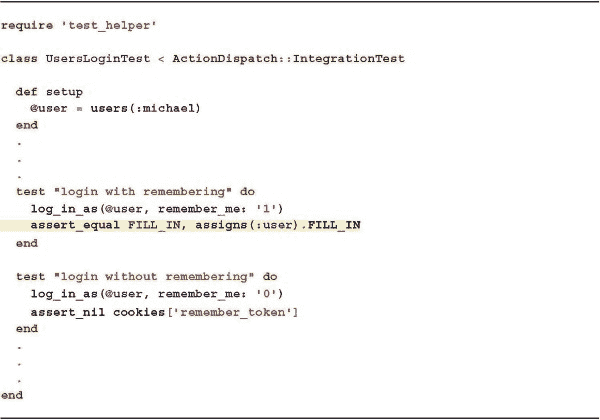 require 'test_helper'
class UsersLoginTest < ActionDispatch::IntegrationTest
def setup
@user = users(:michael)
end
.
.
.
test "login with remembering" do
log_in_as(@user, remember_me: '1')
assert_equal FILL_IN, assigns(:user).FILL_IN
end
test "login without remembering" do
log_in_as(@user, remember_me: '0')
assert_nil cookies['remember_token']
end
.
.
.
end